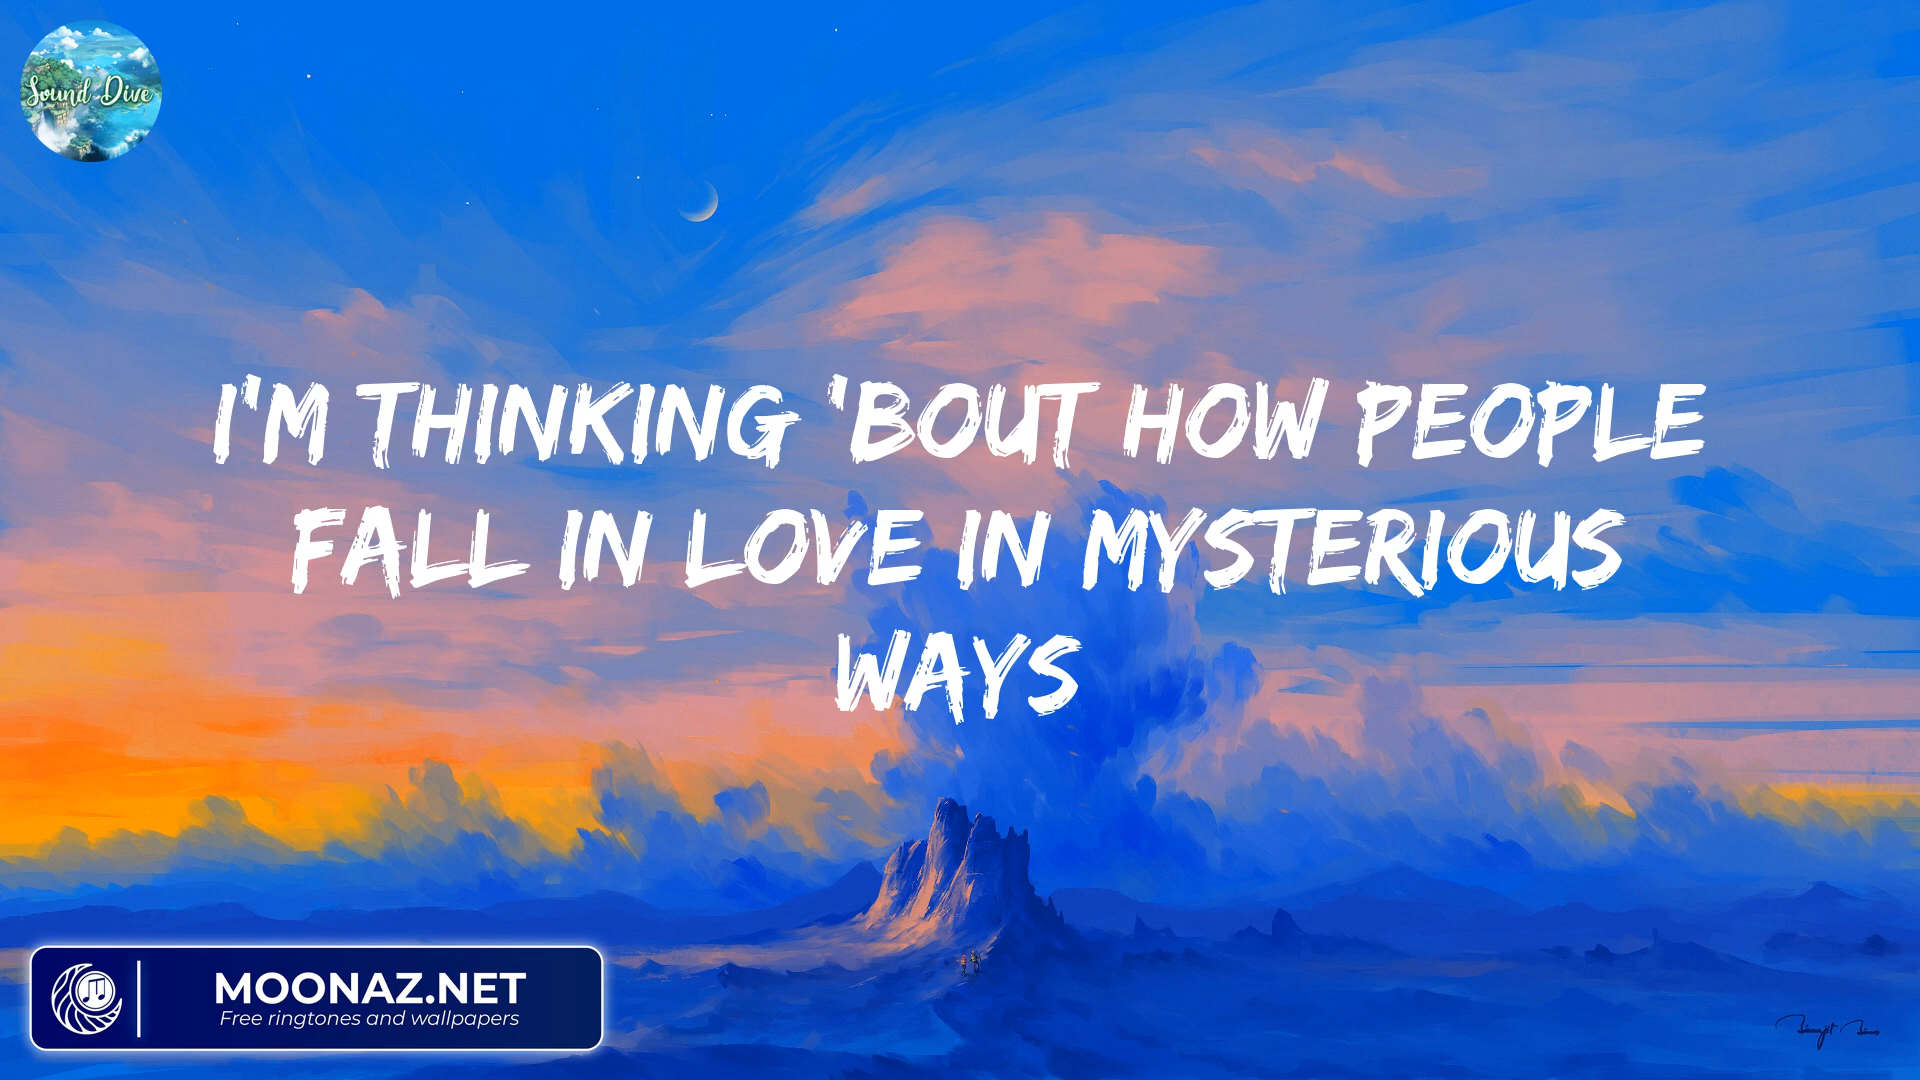 Sound Dive
I'M THINKING 'BOUT HOW PEOPLE
FALL IN LOVE IN MYSTERIOUS
WAYS
MOONAZ.NET
Free ringtones and wallpapers